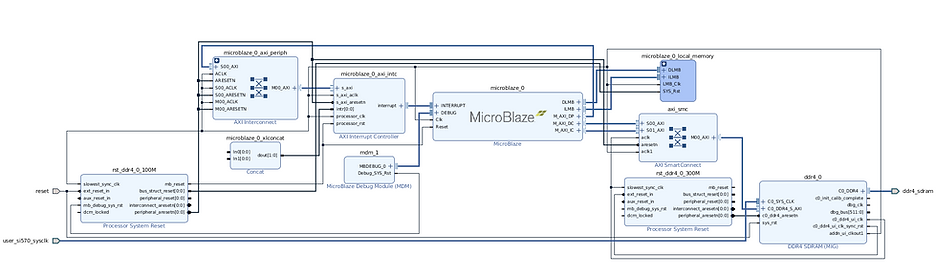 microblaze_0_axi_periph
S00_AXI
ACLK
ARESETN
S00_ACLK
S00_ARESETN
M00_ACLK
M00_ARESETN
M00_AXI
AXI Interconnect
microblaze_0_axi_intc
s_axi
s_axi_aclk
s_axi_aresetn
intr[0:0]
processor_clk
processor_rst
interrupt
AXI Interrupt Controller
microblaze_0_xlconcat
In0[0:0]
In1[0:0]
dout[1:0]
Concat
mdm_1
MBDEBUG_0
Debug_SYS_Rst
MicroBlaze Debug Module (MDM)
microblaze_0
INTERRUPT
DEBUG
Clk
Reset
MicroBlaze
DLMB
ILMB
M_AXI_DP
M_AXI_DC
M_AXI_IC
MicroBlaze
microblaze_0_local_memory
DLMB
ILMB
LMB_Clk
SYS_Rst
axi_smc
S00_AXI
S01_AXI
aclk
aresetn
aclk1
M00_AXI
AXI SmartConnect
rst_ddr4_0_100M
slowest_sync_clk
ext_reset_in
aux_reset_in
mb_debug_sys_rst
dcm_locked
mb_reset
bus_struct_reset[0:0]
peripheral_reset[0:0]
interconnect_aresetn[0:0]
peripheral_aresetn[0:0]
Processor System Reset
rst_ddr4_0_300M
slowest_sync_clk
ext_reset_in
aux_reset_in
mb_debug_sys_rst
dcm_locked
mb_reset
bus_struct_reset[0:0]
peripheral_reset[0:0]
interconnect_aresetn[0:0]
peripheral_aresetn[0:0]
Processor System Reset
ddr4_0
C0_SYS_CLK
C0_DDR4_S_AXI
c0_ddr4_aresetn
sys_rst
C0_DDR4
c0_init_calib_complete
dbg_clk
dbg_bus[511:0]
c0_ddr4_ui_clk
c0_ddr4_ui_clk_sync_rst
addn_ui_clkout1
DDR4 SDRAM (MIG)
reset
user_si570_sysclk
ddr4_sdram